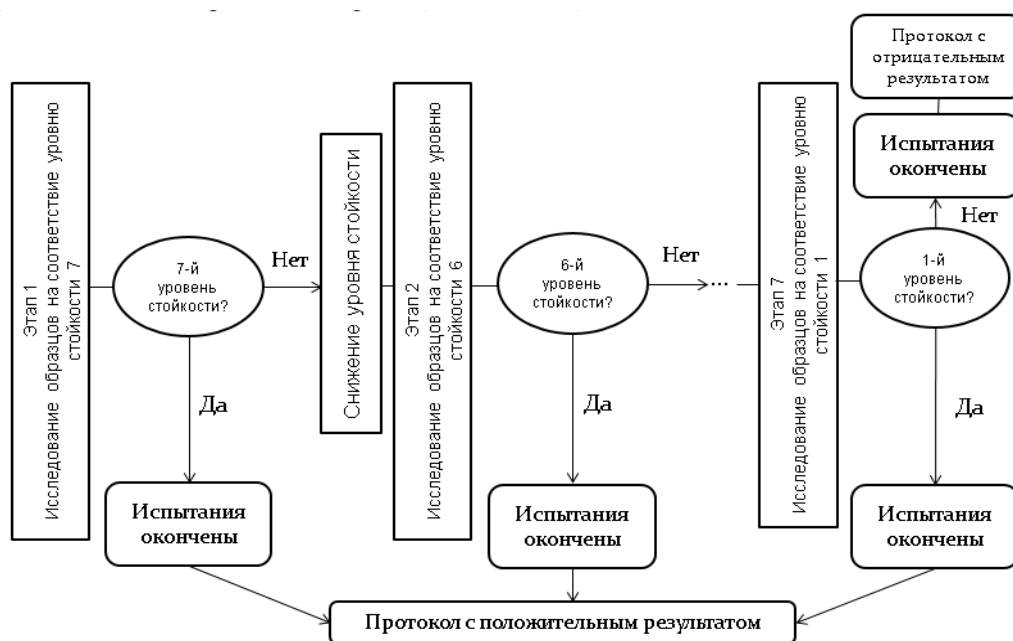 Этап 1
Исследование образцов на соответствие уровню
стойкости 7
7-й
уровень
стойкости?
Нет
Да
Испытания
окончены
Снижение уровня стойкости
Этап 2
Исследование образцов на соответствие уровню
стойкости 6
6-й
уровень
стойкости?
Нет
...
Да
Испытания
окончены
Этап 7
Исследование образцов на соответствие уровню
стойкости 1
1-й
уровень
стойкости?
Нет
Испытания
окончены
Протокол с
отрицательным
результатом
Да
Испытания
окончены
Протокол с положительным результатом